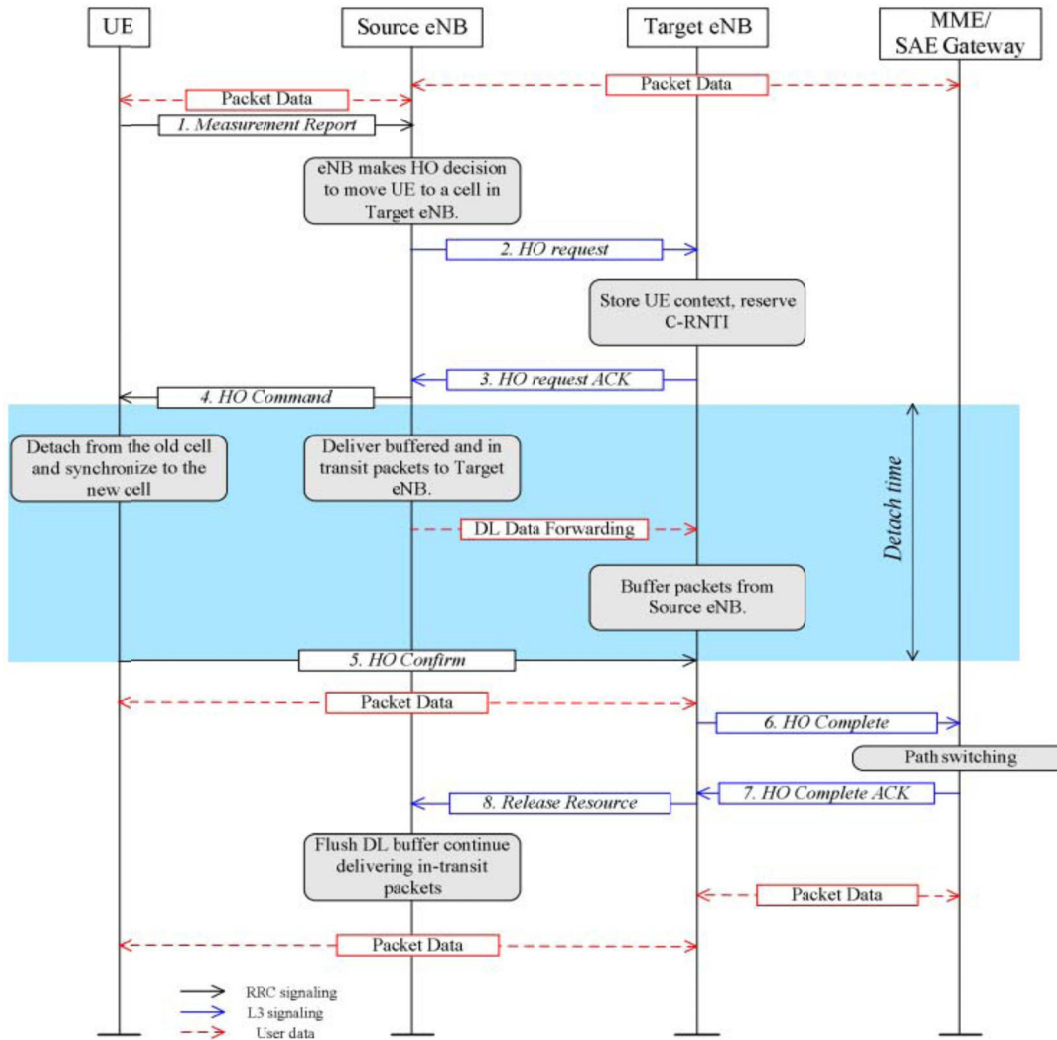 UE
Source eNB
Target eNB
MME/
SAE Gateway
Packet Data
Packet Data
1. Measurement Report
eNB makes HO decision
to move UE to a cell in
Target eNB.
2. HO request
Store UE context, reserve
C-RNTI
3. HO request ACK
4. HO Command
Detach from the old cell
and synchronize to the
new cell
Deliver buffered and in
transit packets to Target
eNB.
Detach time
DL Data Forwarding
Buffer packets from
Source eNB.
5. HO Confirm
Packet Data
6. HO Complete
Path switching
7. HO Complete ACK
8. Release Resource
Flush DL buffer continue
delivering in-transit
packets
Packet Data
Packet Data
RRC signaling
L3 signaling
User data